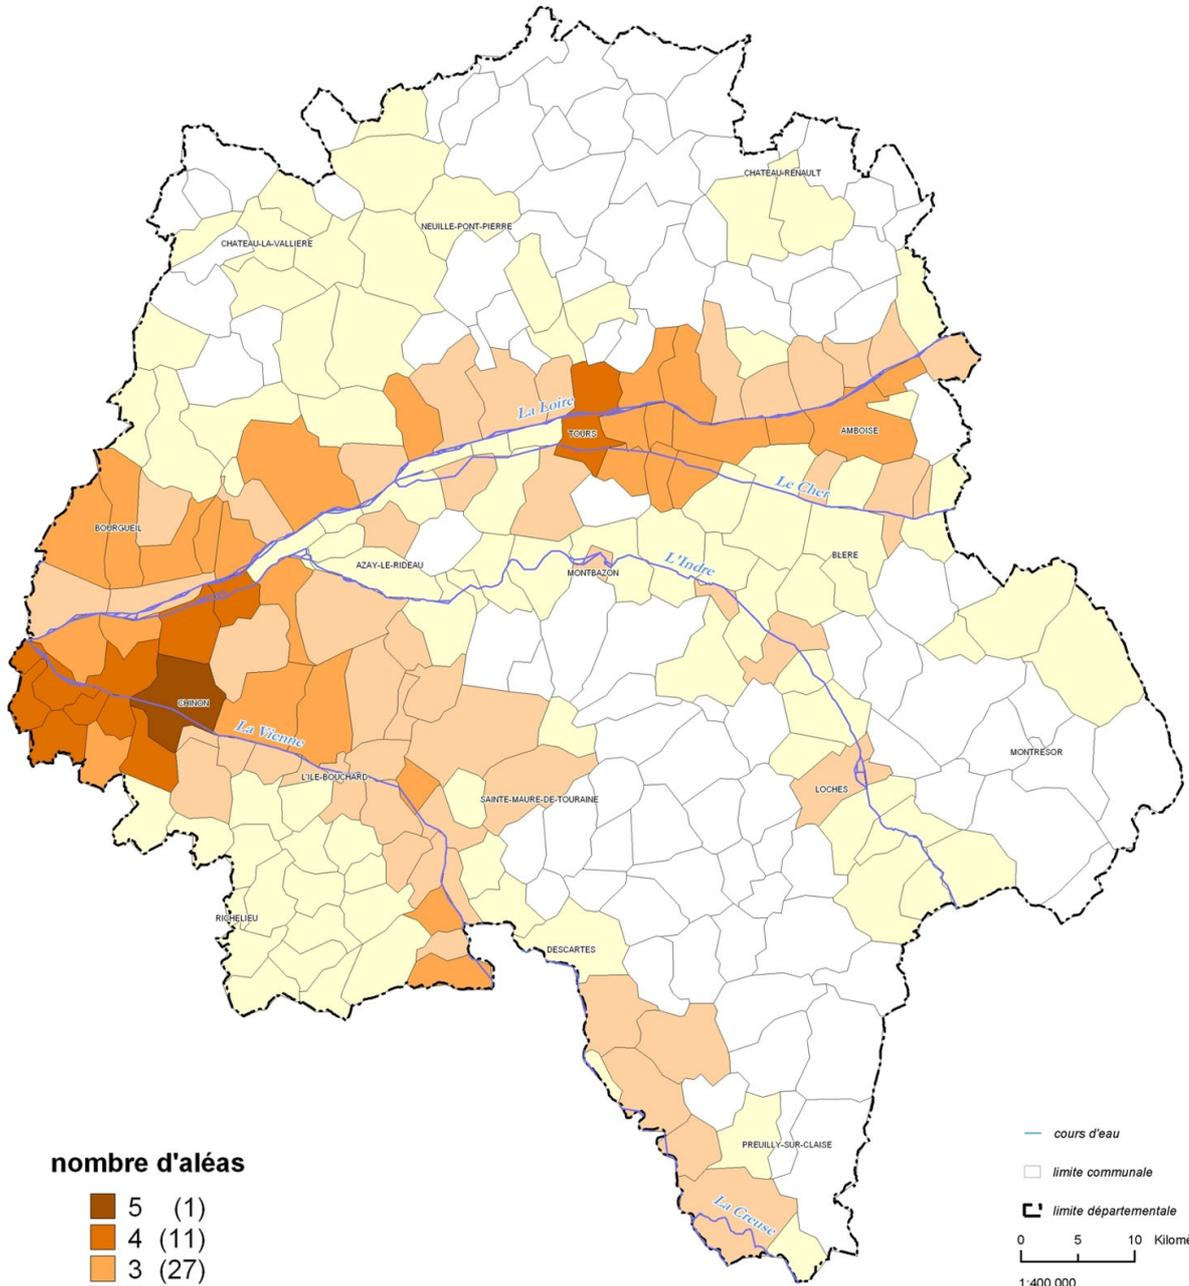 CHATEAU-RENAULT
NEUILLE-PONT-PIERRE
CHATEAU-LA-VALLIERE
La Loire
TOURS
AMBOISE
Le Cher
BOURGUEIL
AZAY-LE-RIDEAU
MONTBAZON
L'Indre
BLERE
CHINON
La Vienne
MONTRESOR
L'ILE-BOUCHARD
SAINTE-MAURE-DE-TOURAINE
LOCHES
RICHELIEU
DESCARTES
PREUILLY-SUR-CLAISE
La Creuse
nombre d'aléas
5 (1)
4 (11)
3 (27)
cours d'eau
limite communale
limite départementale
0 5 10 Kilomè
1:400 000